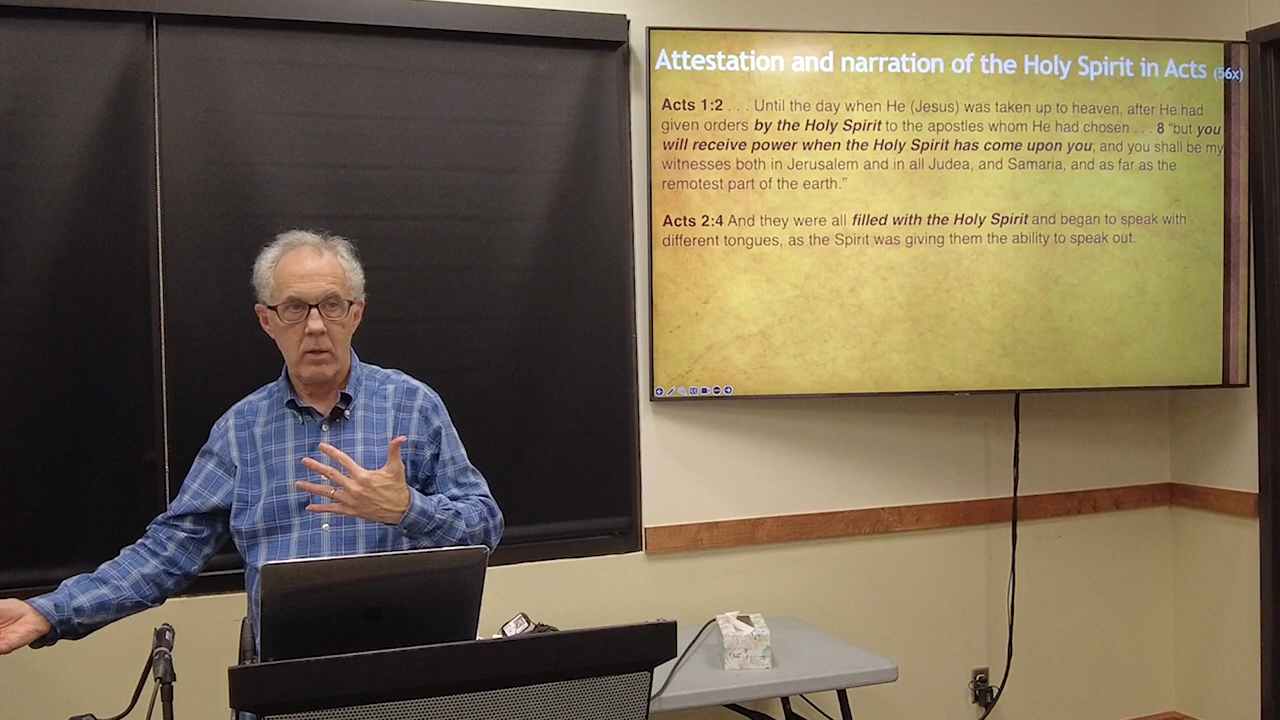 Attestation and narration of the Holy Spirit in Acts (56x)
Acts 1:2 . . . Until the day when He (Jesus) was taken up to heaven, after He had
given orders by the Holy Spirit to the apostles whom He had chosen . . . 8 “but you
will receive power when the Holy Spirit has come upon you; and you shall be my
witnesses both in Jerusalem and in all Judea, and Samaria, and as far as the
remotest part of the earth.”
Acts 2:4 And they were all filled with the Holy Spirit and began to speak with
different tongues, as the Spirit was giving them the ability to speak out.